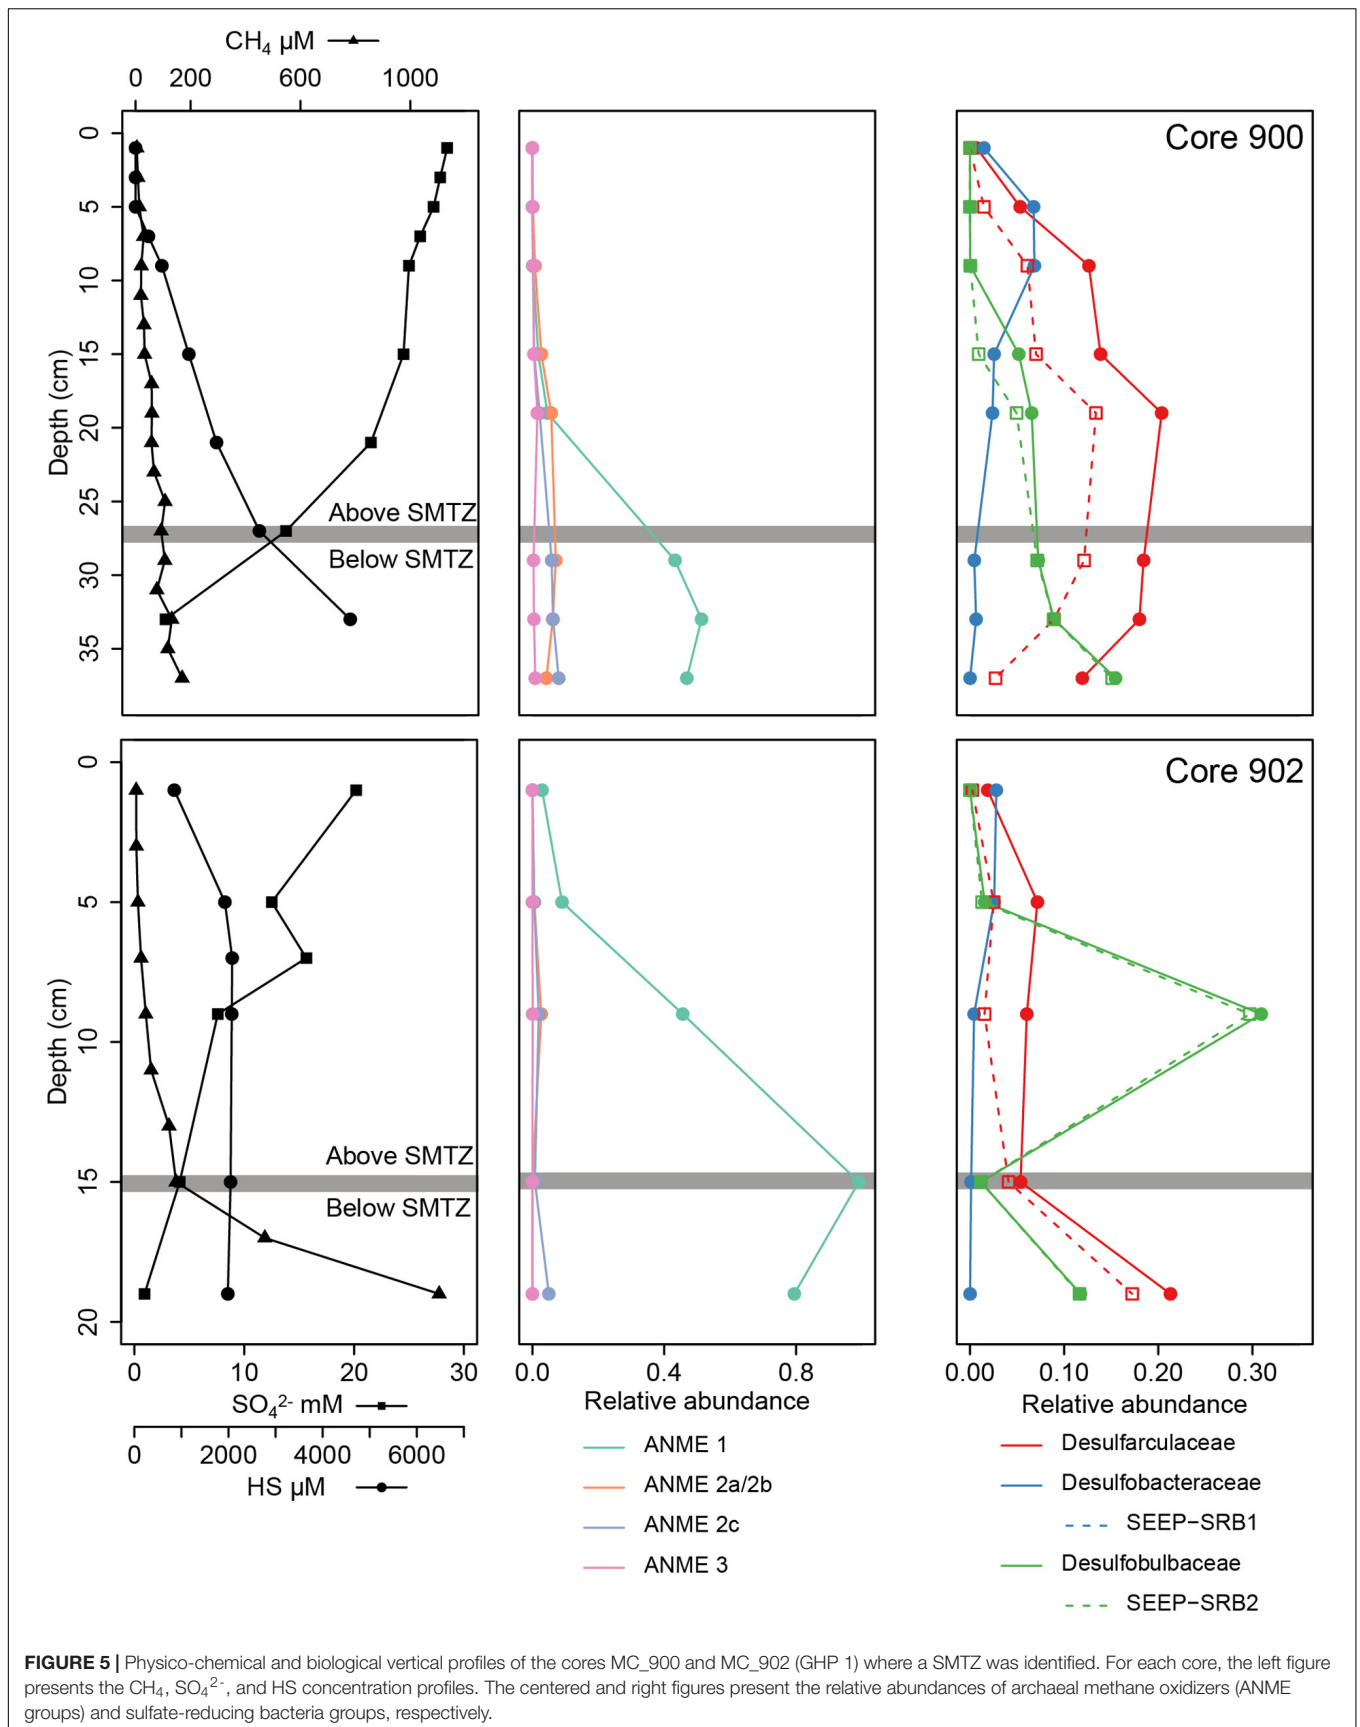 CH4 µM
0 200 600 1000
0
5
10
15
20
25
30
35
Depth (cm)
Above SMTZ
Below SMTZ
Core 900
0
5
10
15
20
Depth (cm)
Above SMTZ
Below SMTZ
Core 902
0 10 20 30
SO4²⁻ mM
0 2000 4000 6000
HS µM
0.0 0.4 0.8
Relative abundance
ANME 1
ANME 2a/2b
ANME 2c
ANME 3
0.00 0.10 0.20 0.30
Relative abundance
Desulfarculaceae
Desulfobacteraceae
SEEP−SRB1
Desulfobulbaceae
SEEP−SRB2
FIGURE 5 | Physico-chemical and biological vertical profiles of the cores MC_900 and MC_902 (GHP 1) where a SMTZ was identified. For each core, the left figure
presents the CH4, SO4²⁻, and HS concentration profiles. The centered and right figures present the relative abundances of archaeal methane oxidizers (ANME
groups) and sulfate-reducing bacteria groups, respectively.